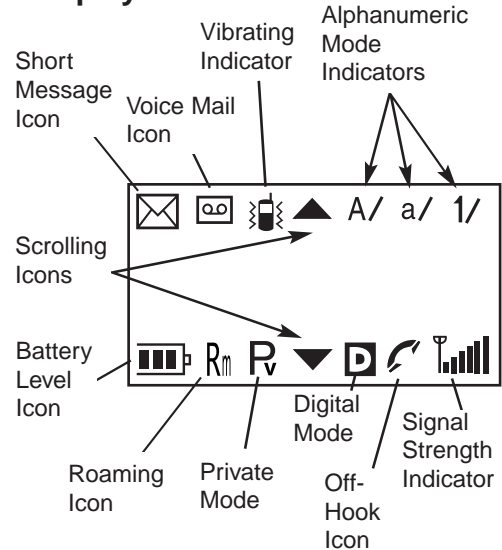 Alphanumeric
Mode
Indicators
Vibrating
Indicator
Short
Message
Icon
Voice Mail
Icon
A/ a/ 1/
Scrolling
Icons
Battery
Level
Icon
Rm Pv D
Digital
Mode
Signal
Strength
Indicator
Roaming
Icon
Private
Mode
Off-
Hook
Icon